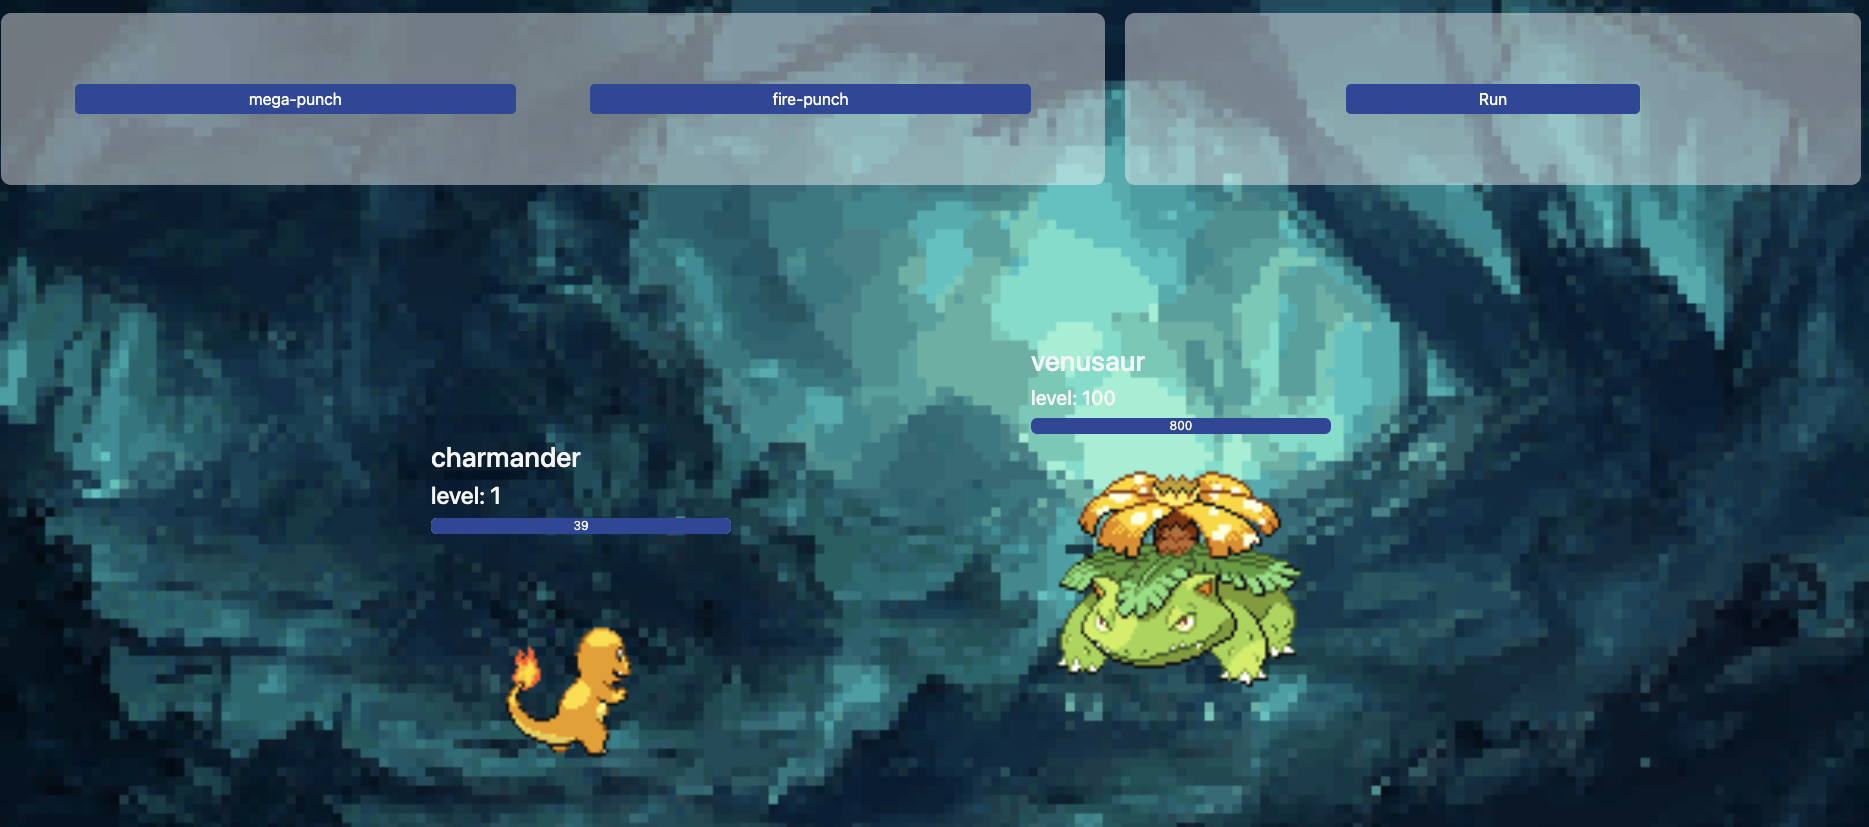 mega-punch
fire-punch
Run
venusaur
level: 100
800
charmander
level: 1
39